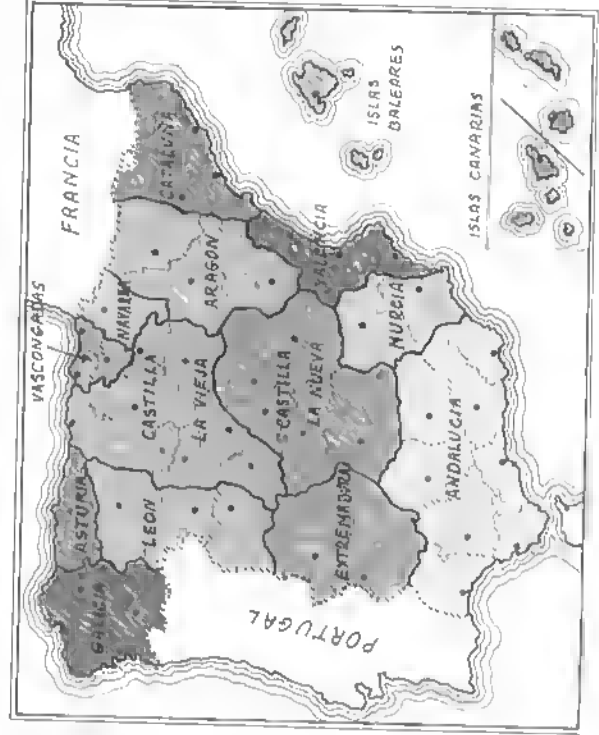 FRANCIA
VASCONGADAS
CATALUÑA
NAVARRA
ARAGON
ISLAS
BALEARES
ISLAS CANARIAS
VALENCIA
ASTURIA
CASTILLA
LA VIEJA
GALICIA
LEON
CASTILLA
LA NUEVA
MURCIA
EXTREMADURA
ANDALUCIA
PORTUGAL